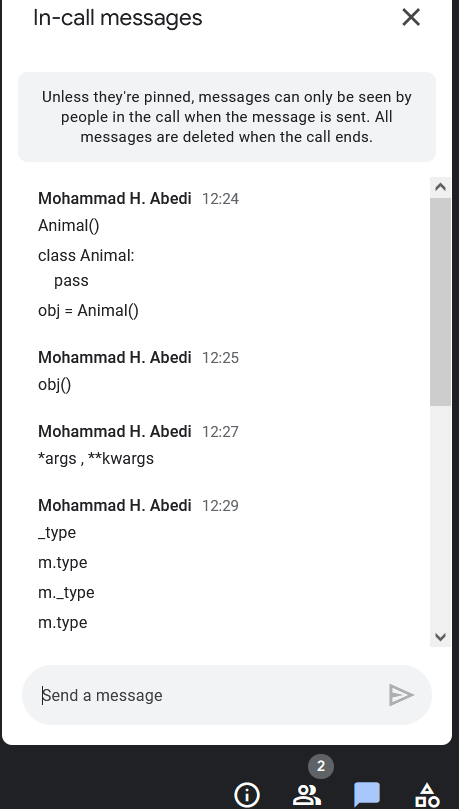 In-call messages
Unless they're pinned, messages can only be seen by
people in the call when the message is sent. All
messages are deleted when the call ends.
Mohammad H. Abedi 12:24
Animal()
class Animal:
    pass
obj = Animal()
Mohammad H. Abedi 12:25
obj()
Mohammad H. Abedi 12:27
*args , **kwargs
Mohammad H. Abedi 12:29
_type
m.type
m._type
m.type
Send a message
2